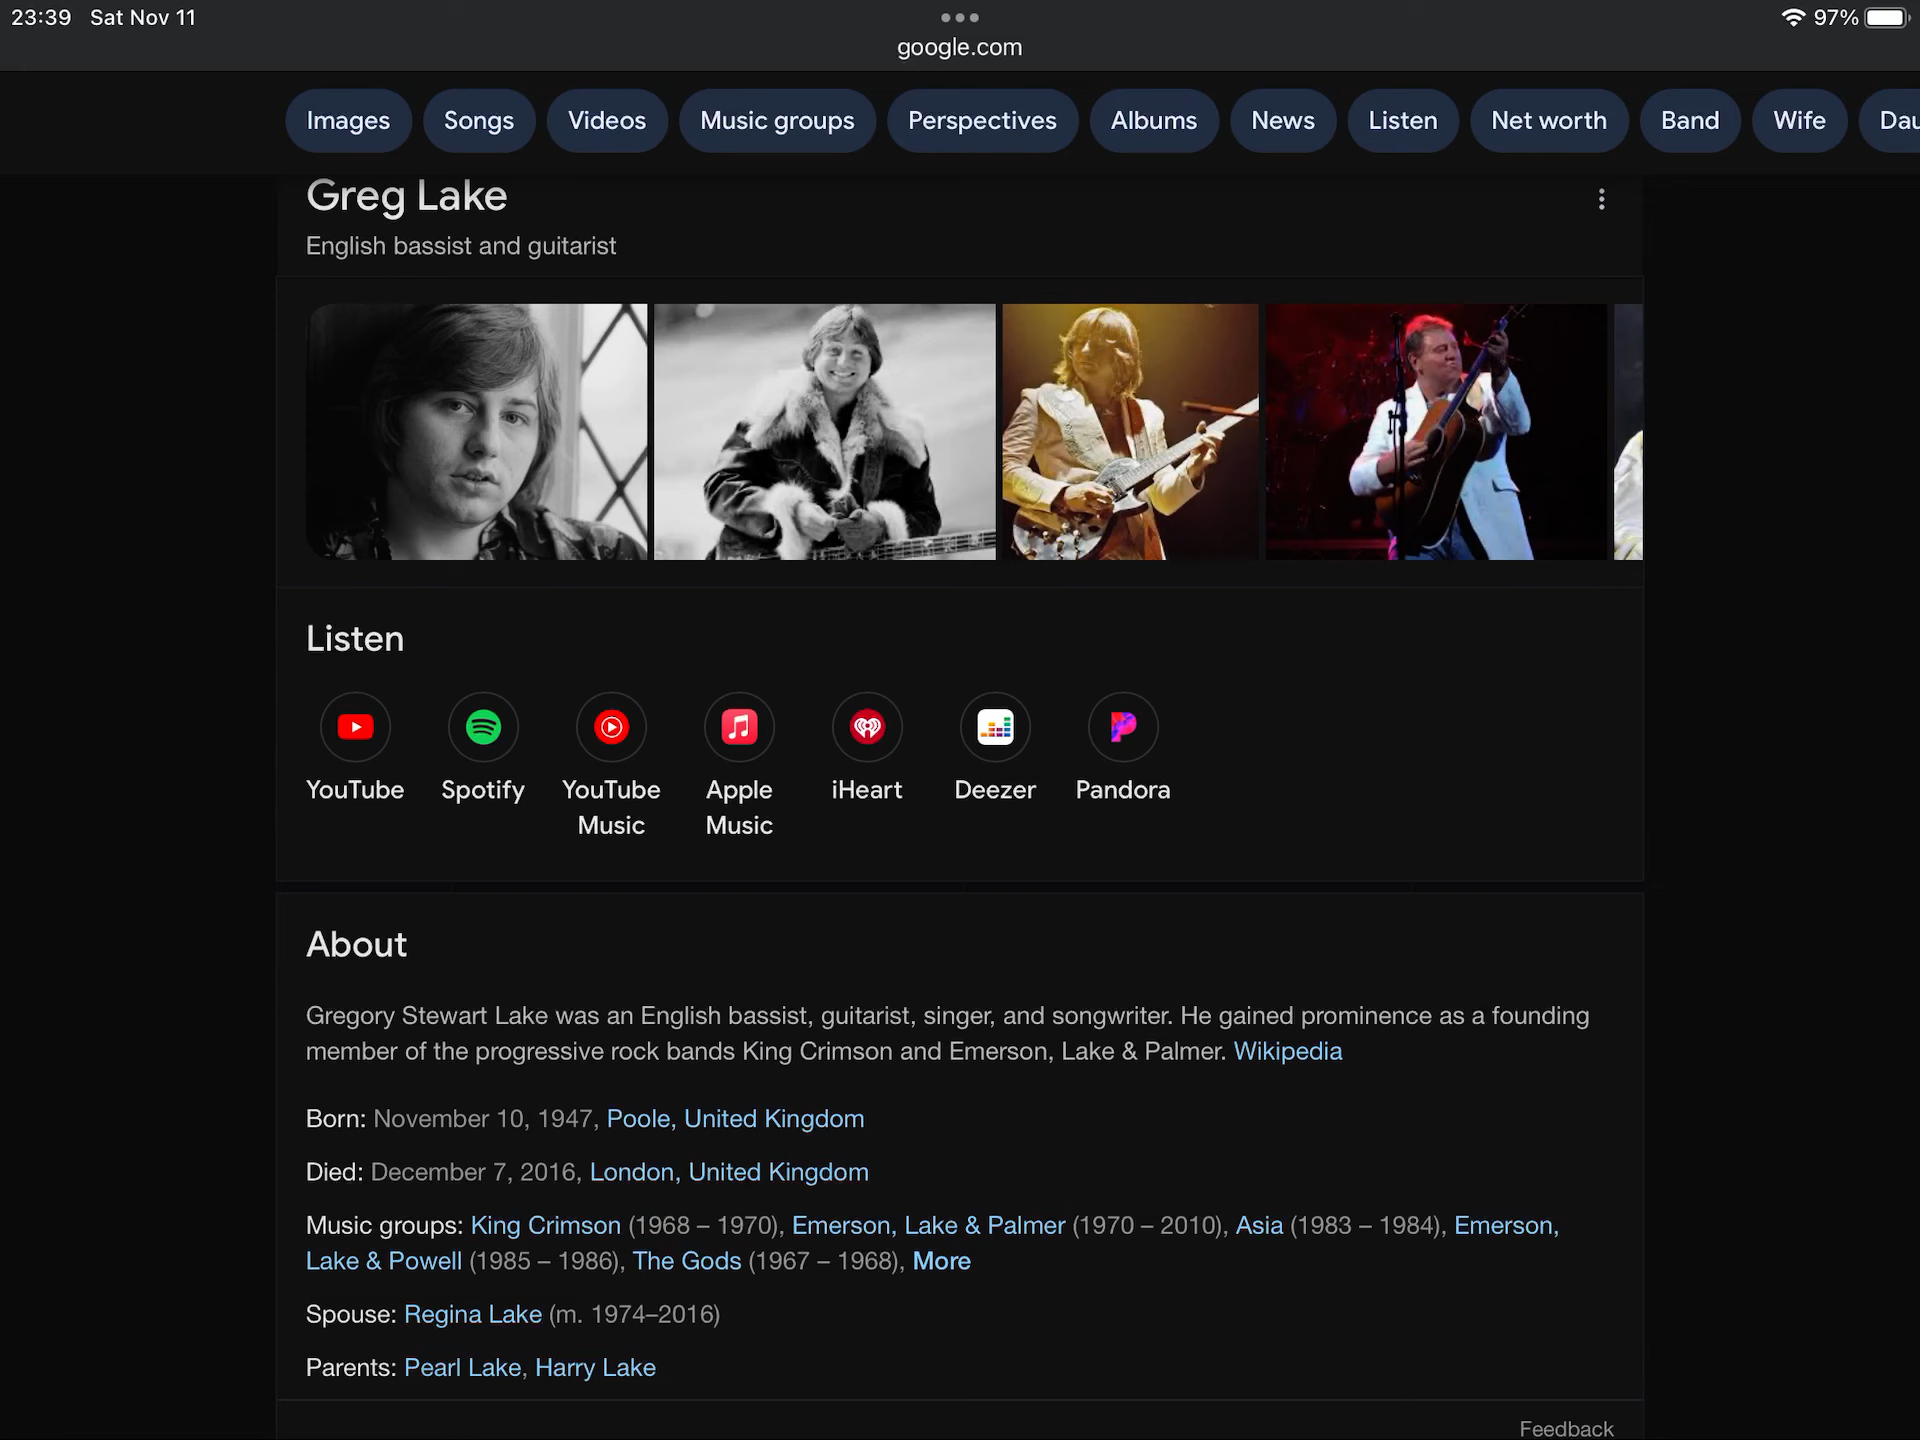 23:39 Sat Nov 11
97%
google.com
Images Songs Videos Music groups Perspectives Albums News Listen Net worth Band Wife
Greg Lake
English bassist and guitarist
Listen
YouTube Spotify YouTube Music Apple Music iHeart Deezer Pandora
About
Gregory Stewart Lake was an English bassist, guitarist, singer, and songwriter. He gained prominence as a founding
member of the progressive rock bands King Crimson and Emerson, Lake & Palmer. Wikipedia
Born: November 10, 1947, Poole, United Kingdom
Died: December 7, 2016, London, United Kingdom
Music groups: King Crimson (1968 – 1970), Emerson, Lake & Palmer (1970 – 2010), Asia (1983 – 1984), Emerson,
Lake & Powell (1985 – 1986), The Gods (1967 – 1968), More
Spouse: Regina Lake (m. 1974–2016)
Parents: Pearl Lake, Harry Lake
Feedback